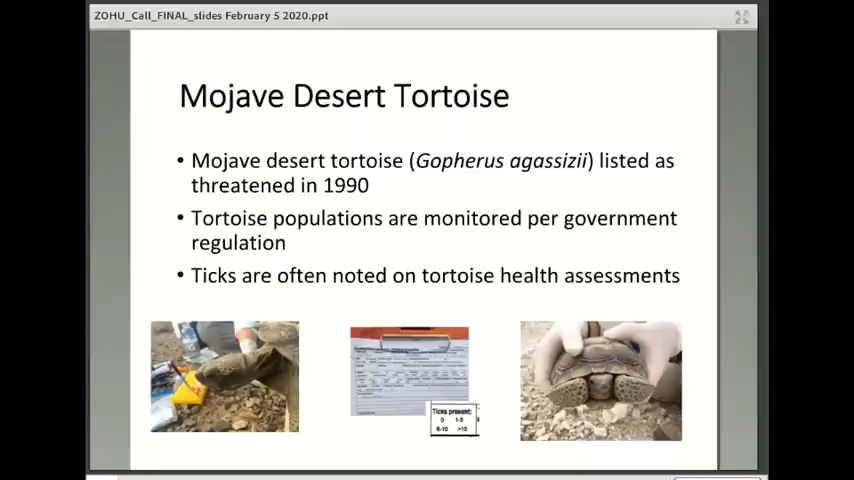 ZOHU_Call_FINAL_slides February 5 2020.ppt
Mojave Desert Tortoise
• Mojave desert tortoise (Gopherus agassizii) listed as
threatened in 1990
• Tortoise populations are monitored per government
regulation
• Ticks are often noted on tortoise health assessments
Ticks present:
0 1-5
6-10 >10